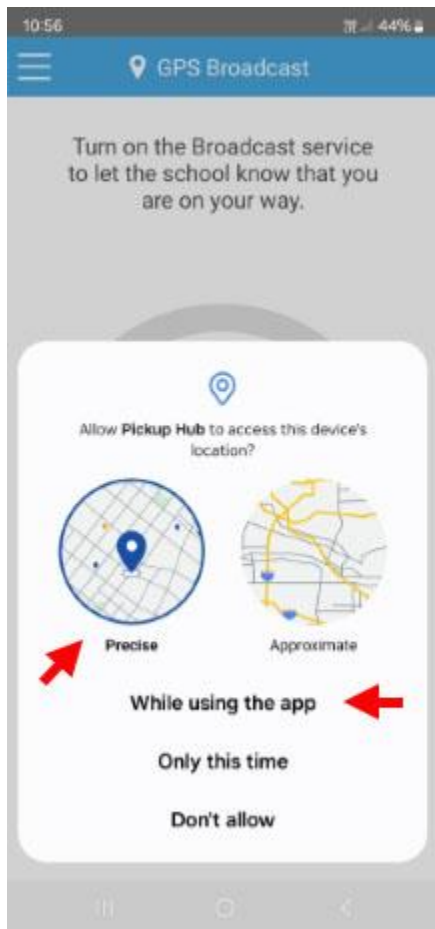 10:56
44%
GPS Broadcast
Turn on the Broadcast service
to let the school know that you
are on your way.
Allow Pickup Hub to access this device's
location?
Precise
Approximate
While using the app
Only this time
Don't allow